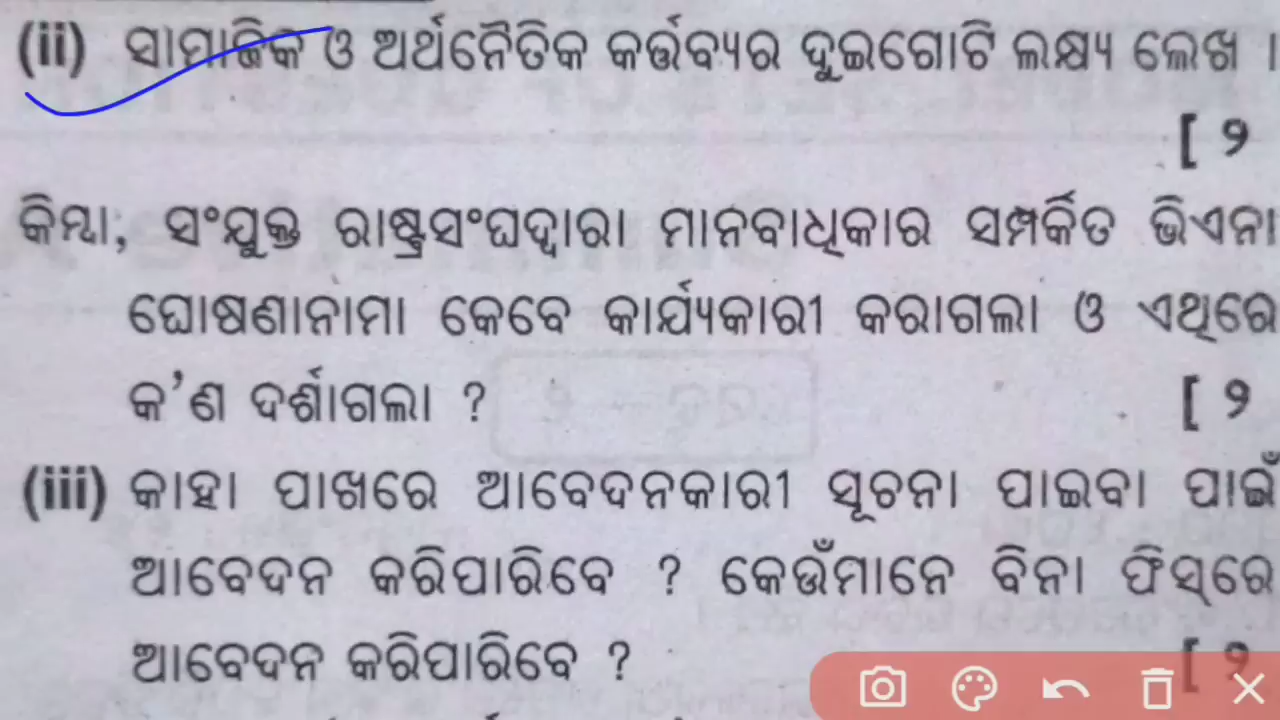 (ii) ସାମାଜିକ ଓ ଅର୍ଥନୈତିକ କର୍ତ୍ତବ୍ୟର ଦୁଇଗୋଟି ଲକ୍ଷ୍ୟ ଲେଖ ।
[ ୨
କିମ୍ବା, ସଂଯୁକ୍ତ ରାଷ୍ଟ୍ରସଂଘଦ୍ୱାରା ମାନବାଧିକାର ସମ୍ପର୍କିତ ଭିଏନା
ଘୋଷଣାନାମା କେବେ କାର୍ଯ୍ୟକାରୀ କରାଗଲା ଓ ଏଥିରେ
କ'ଣ ଦର୍ଶାଗଲା ? [ ୨
(iii) କାହା ପାଖରେ ଆବେଦନକାରୀ ସୂଚନା ପାଇବା ପାଇଁ
ଆବେଦନ କରିପାରିବେ ? କେଉଁମାନେ ବିନା ଫିସ୍‌ରେ
ଆବେଦନ କରିପାରିବେ ? [ ୨